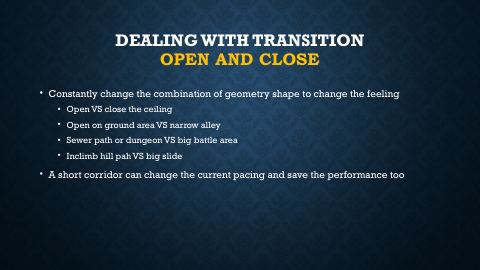 DEALING WITH TRANSITION
OPEN AND CLOSE
• Constantly change the combination of geometry shape to change the feeling
• Open VS close the ceiling
• Open on ground area VS narrow alley
• Sewer path or dungeon VS big battle area
• Inclimb hill pah VS big slide
• A short corridor can change the current pacing and save the performance too